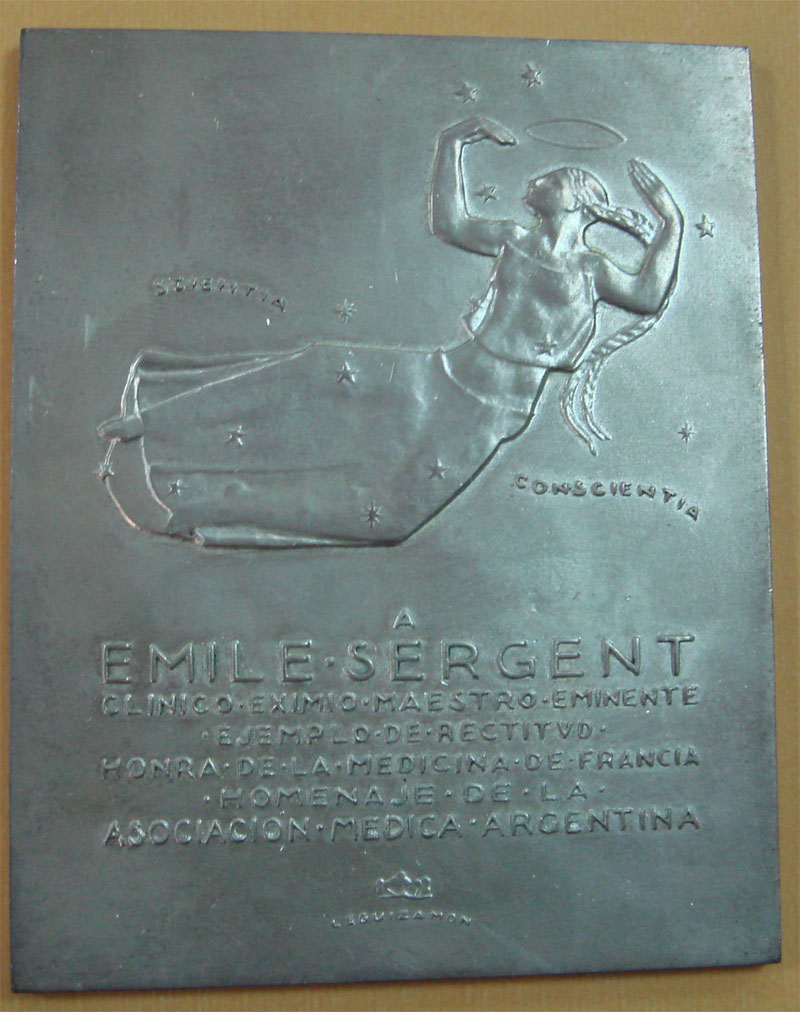 SCIENTIA
CONSCIENTIA
A
EMILE·SERGENT
CLINICO·EXIMIO·MAESTRO·EMINENTE
·EJEMPLO·DE·RECTITVD·
HONRA·DE·LA·MEDICINA·DE·FRANCIA
·HOMENAJE·DE·LA·
ASOCIACION·MEDICA·ARGENTINA
LEGUIZAMON